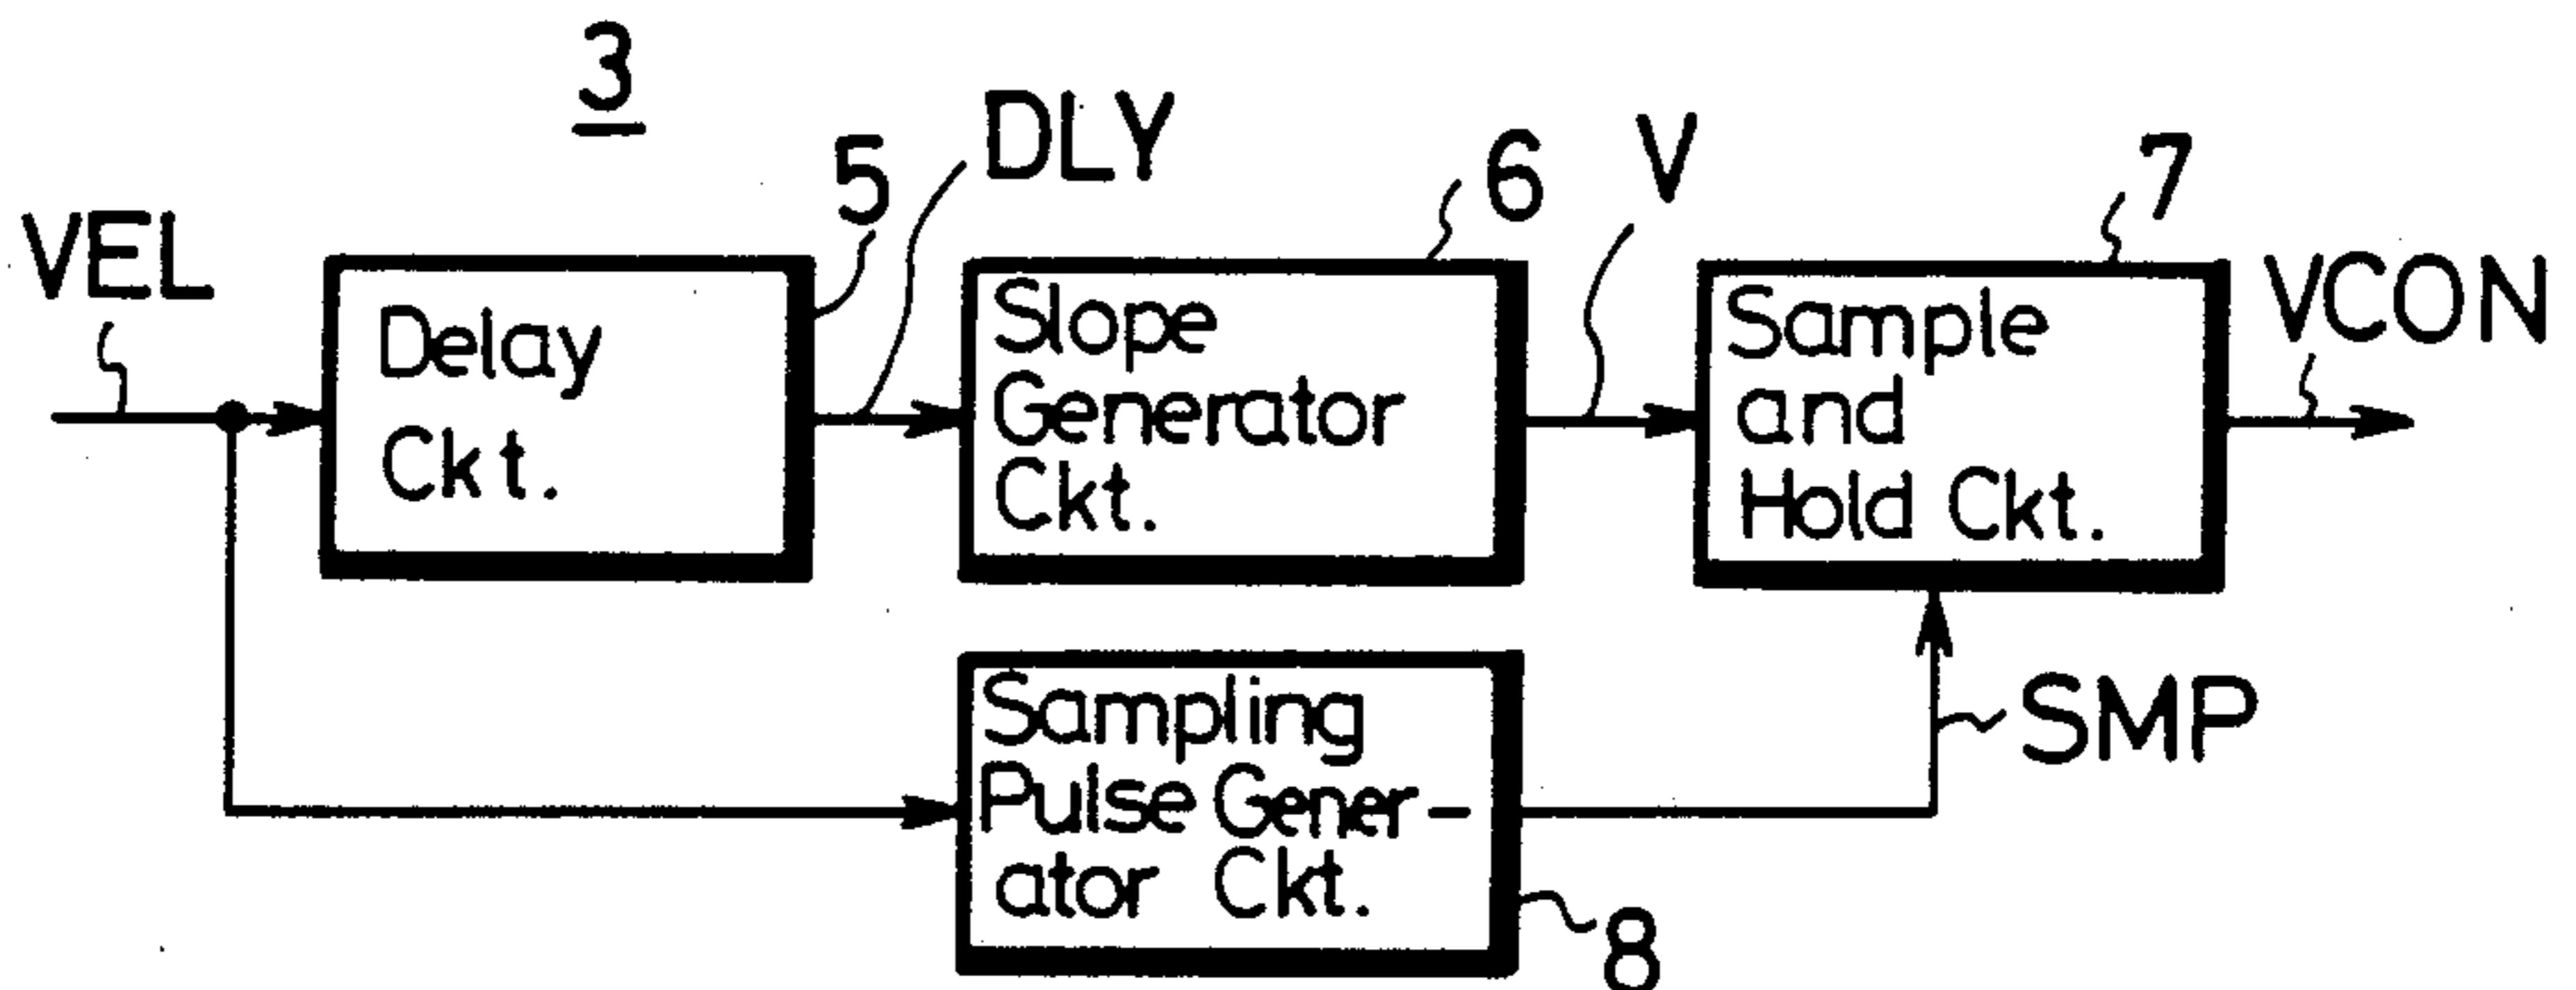 3
VEL
5
DLY
6
V
7
VCON
Delay
Ckt.
Slope
Generator
Ckt.
Sample
and
Hold Ckt.
Sampling
Pulse Gener-
ator Ckt.
SMP
8